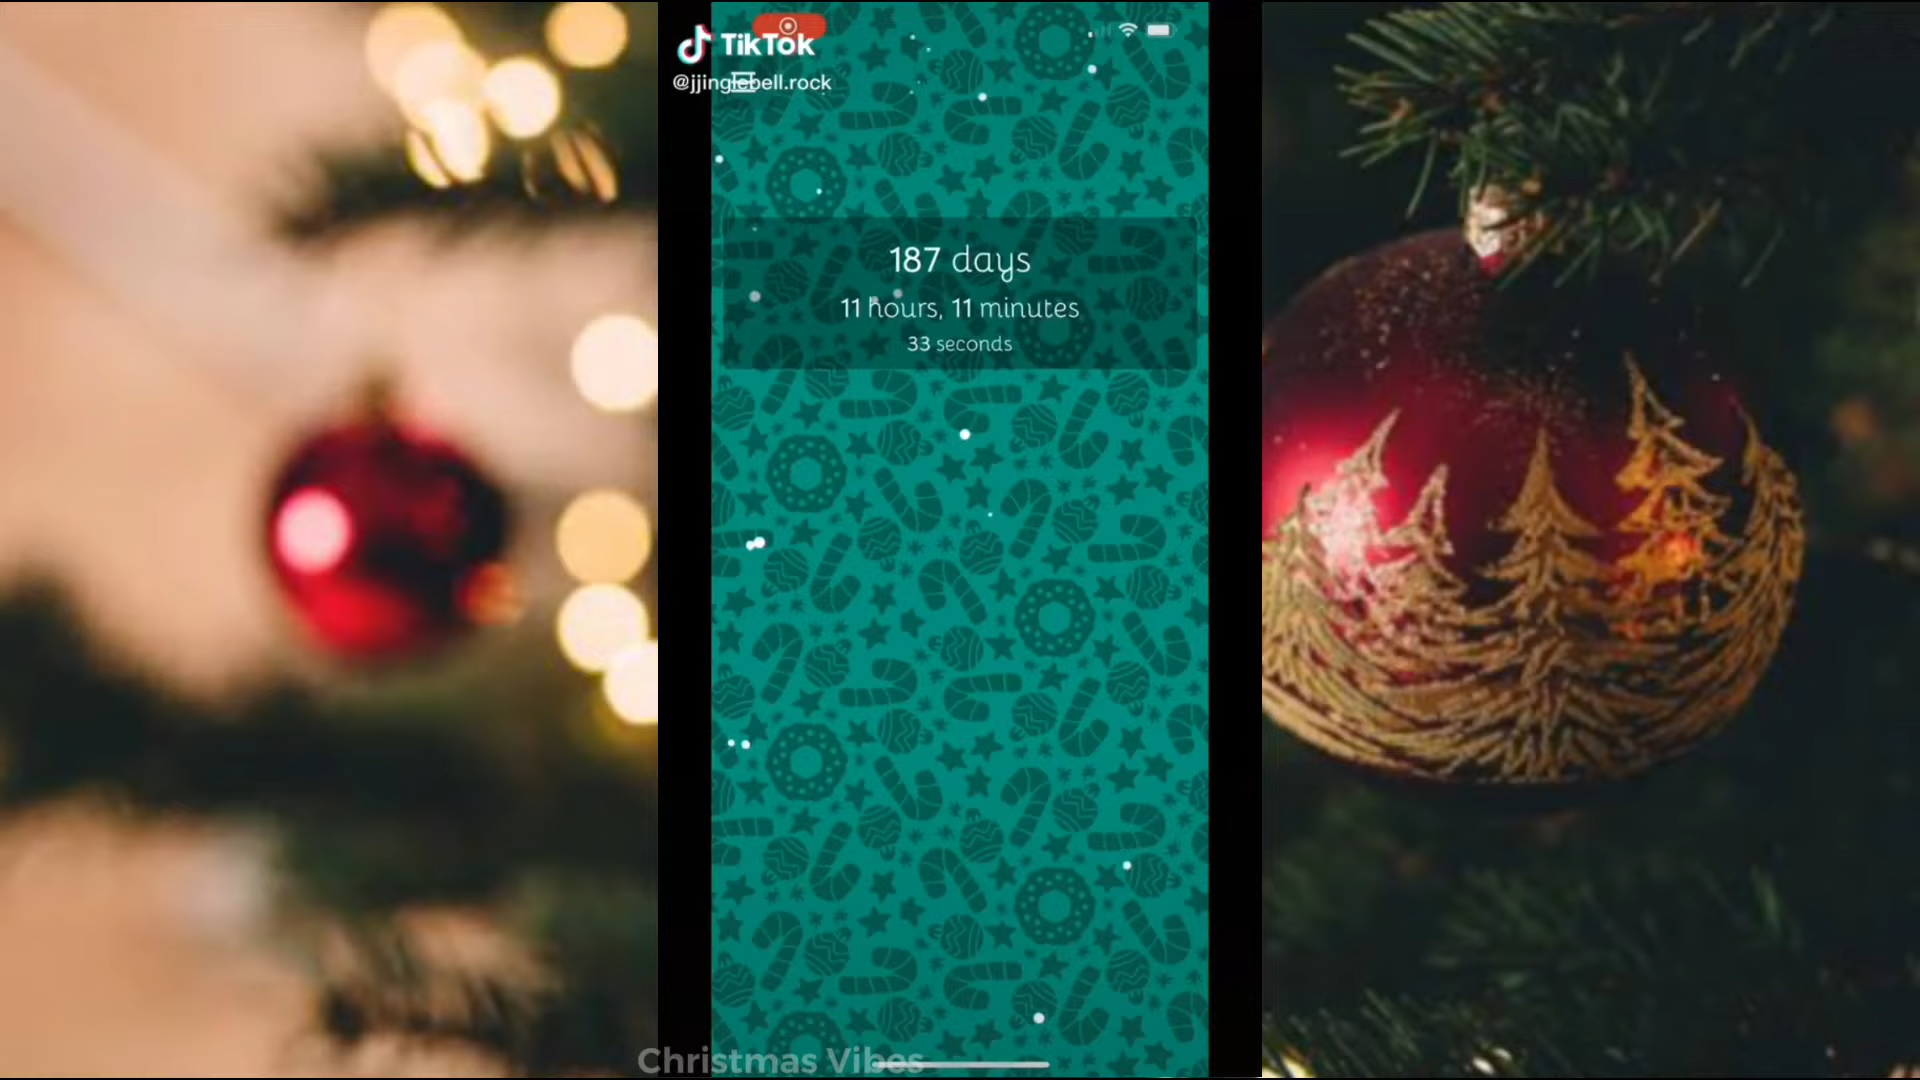 TikTok
@jjinglebell.rock
187 days
11 hours, 11 minutes
33 seconds
Christmas Vibes